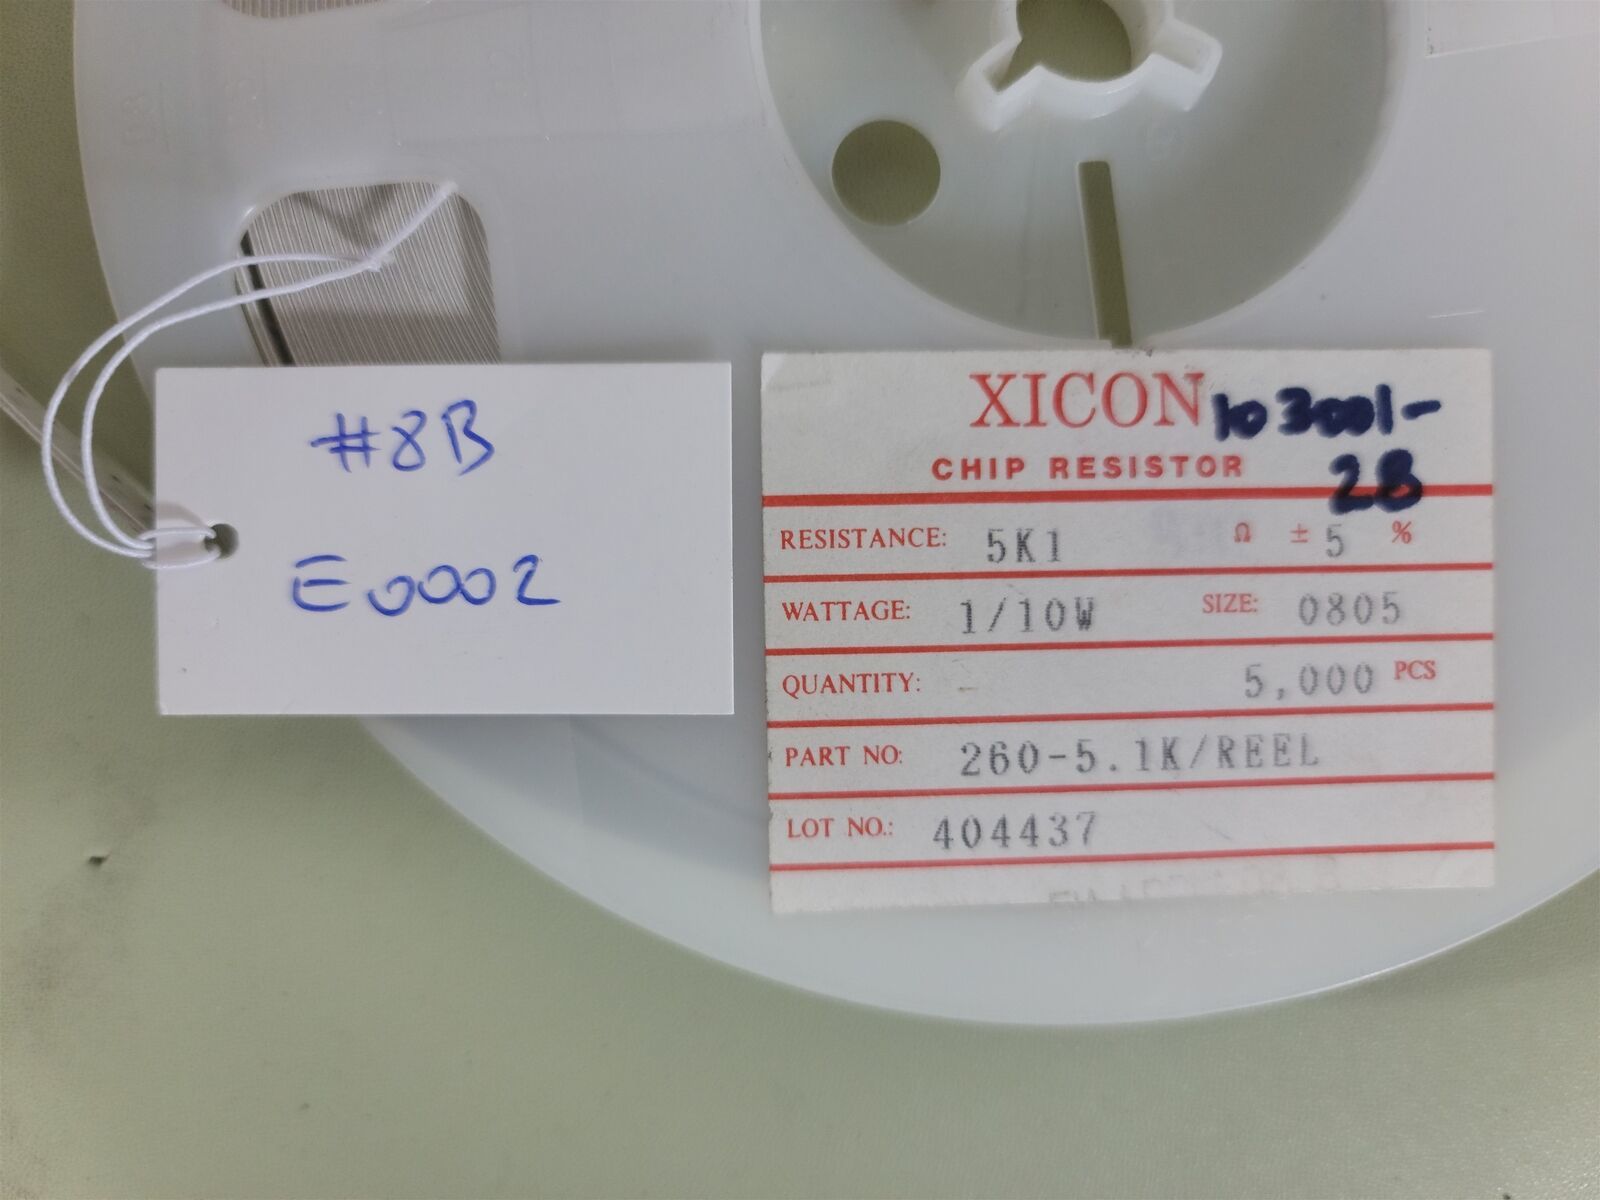 #8B
E0002
XICON 103001-
2B
CHIP RESISTOR
RESISTANCE: 5K1 Ω ± 5 %
WATTAGE: 1/10W SIZE: 0805
QUANTITY: 5,000 PCS
PART NO: 260-5.1K/REEL
LOT NO.: 404437